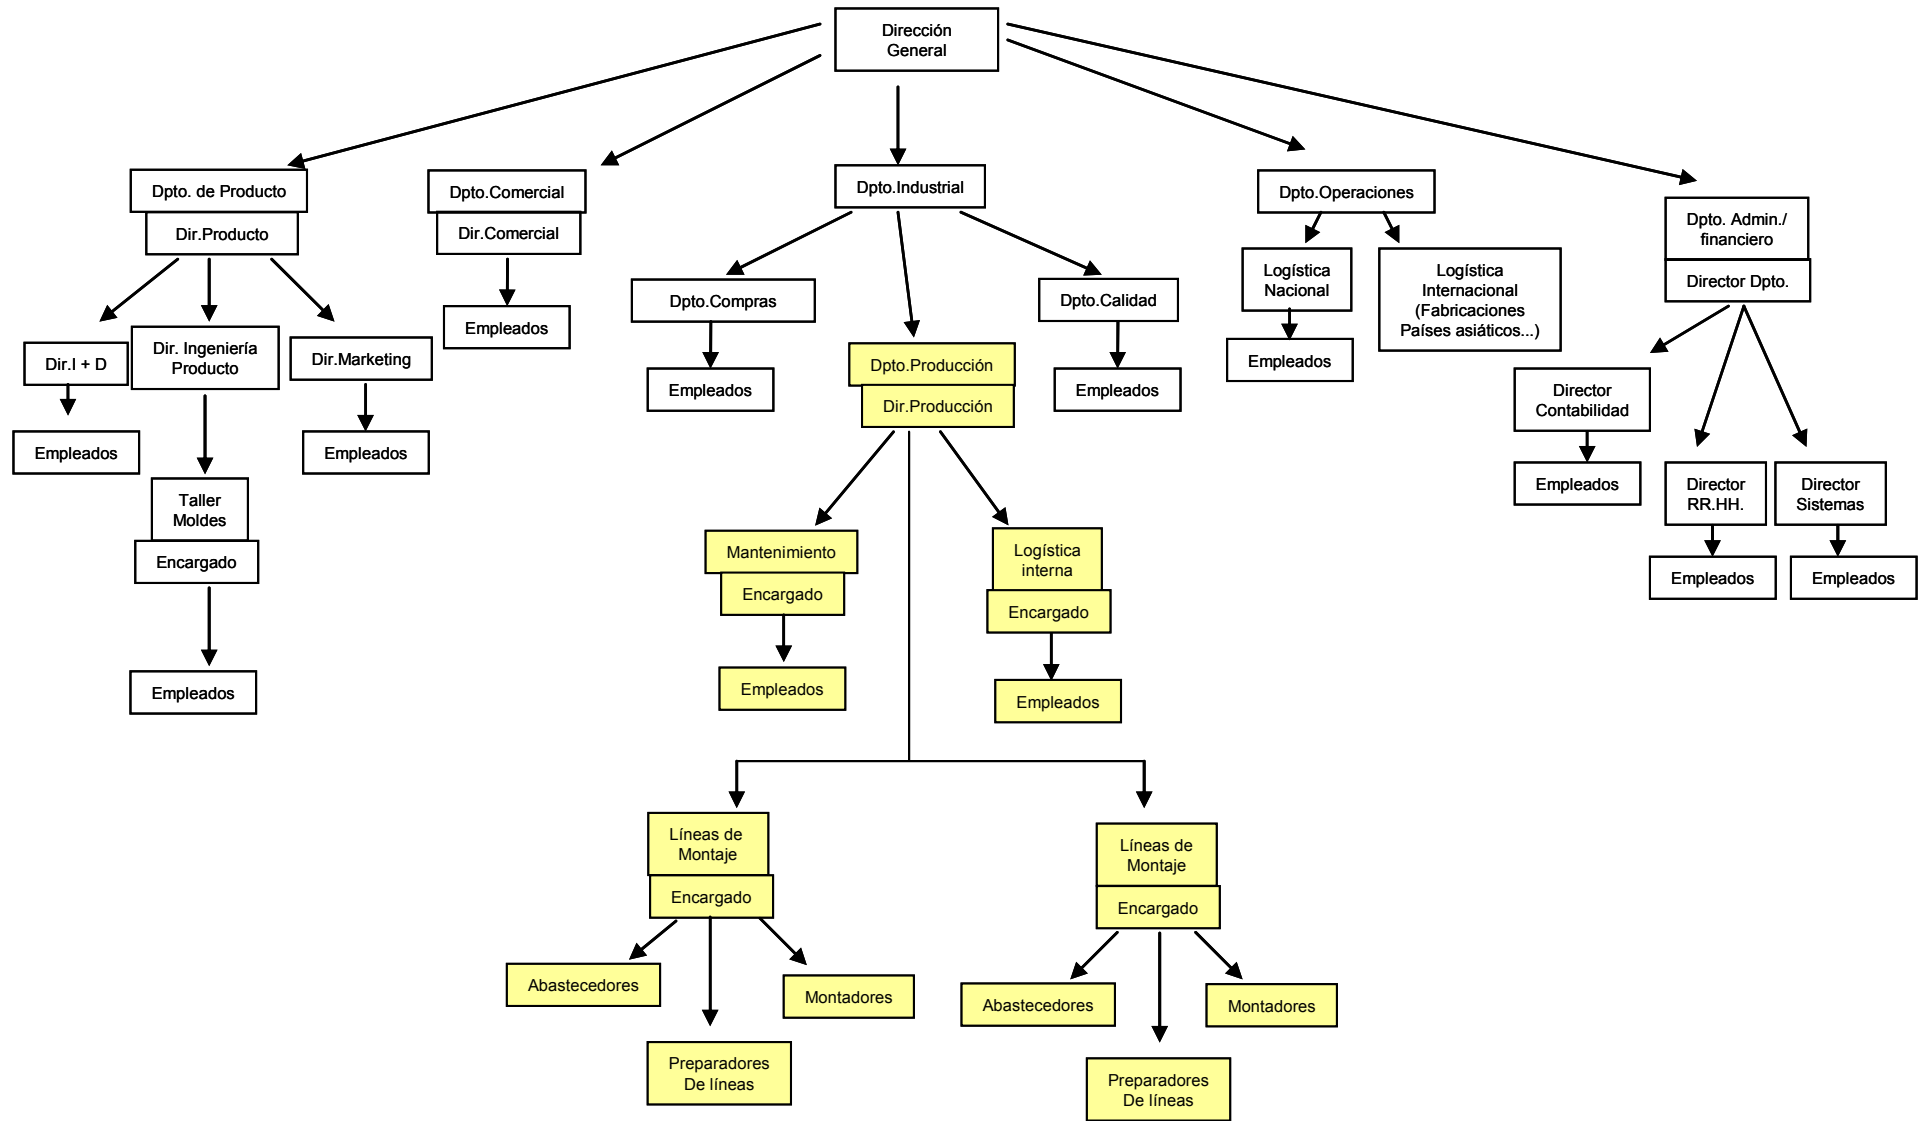 Dirección
General
Dpto. de Producto
Dir.Producto
Dpto.Comercial
Dir.Comercial
Dpto.Industrial
Dpto.Operaciones
Dpto. Admin./
financiero
Director Dpto.
Dir.I + D
Empleados
Dir. Ingeniería
Producto
Dir.Marketing
Empleados
Taller
Moldes
Encargado
Empleados
Empleados
Dpto.Compras
Empleados
Dpto.Producción
Dir.Producción
Dpto.Calidad
Empleados
Logística
Nacional
Empleados
Logística
Internacional
(Fabricaciones
Países asiáticos...)
Director
Contabilidad
Empleados
Director
RR.HH.
Empleados
Director
Sistemas
Empleados
Mantenimiento
Encargado
Empleados
Logística
interna
Encargado
Empleados
Líneas de
Montaje
Encargado
Abastecedores
Preparadores
De líneas
Montadores
Líneas de
Montaje
Encargado
Abastecedores
Preparadores
De líneas
Montadores